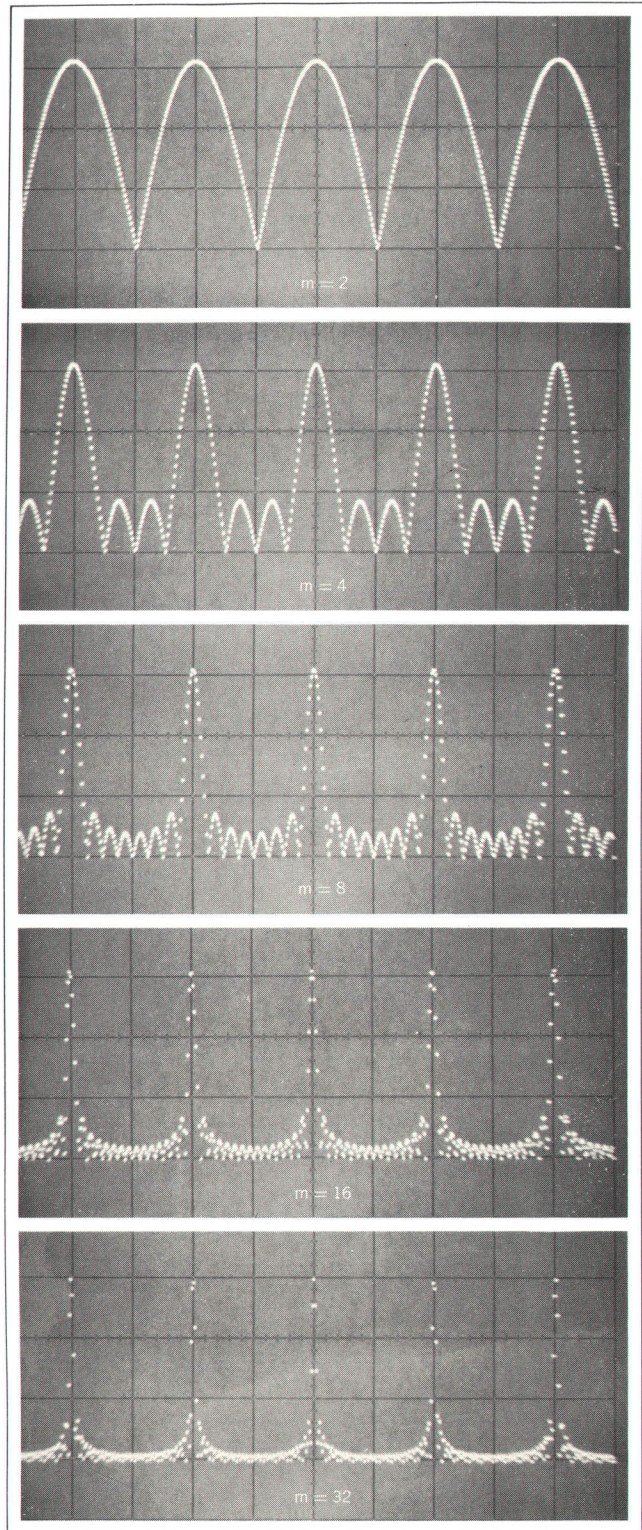 m = 2
m = 4
m = 8
m = 16
m = 32